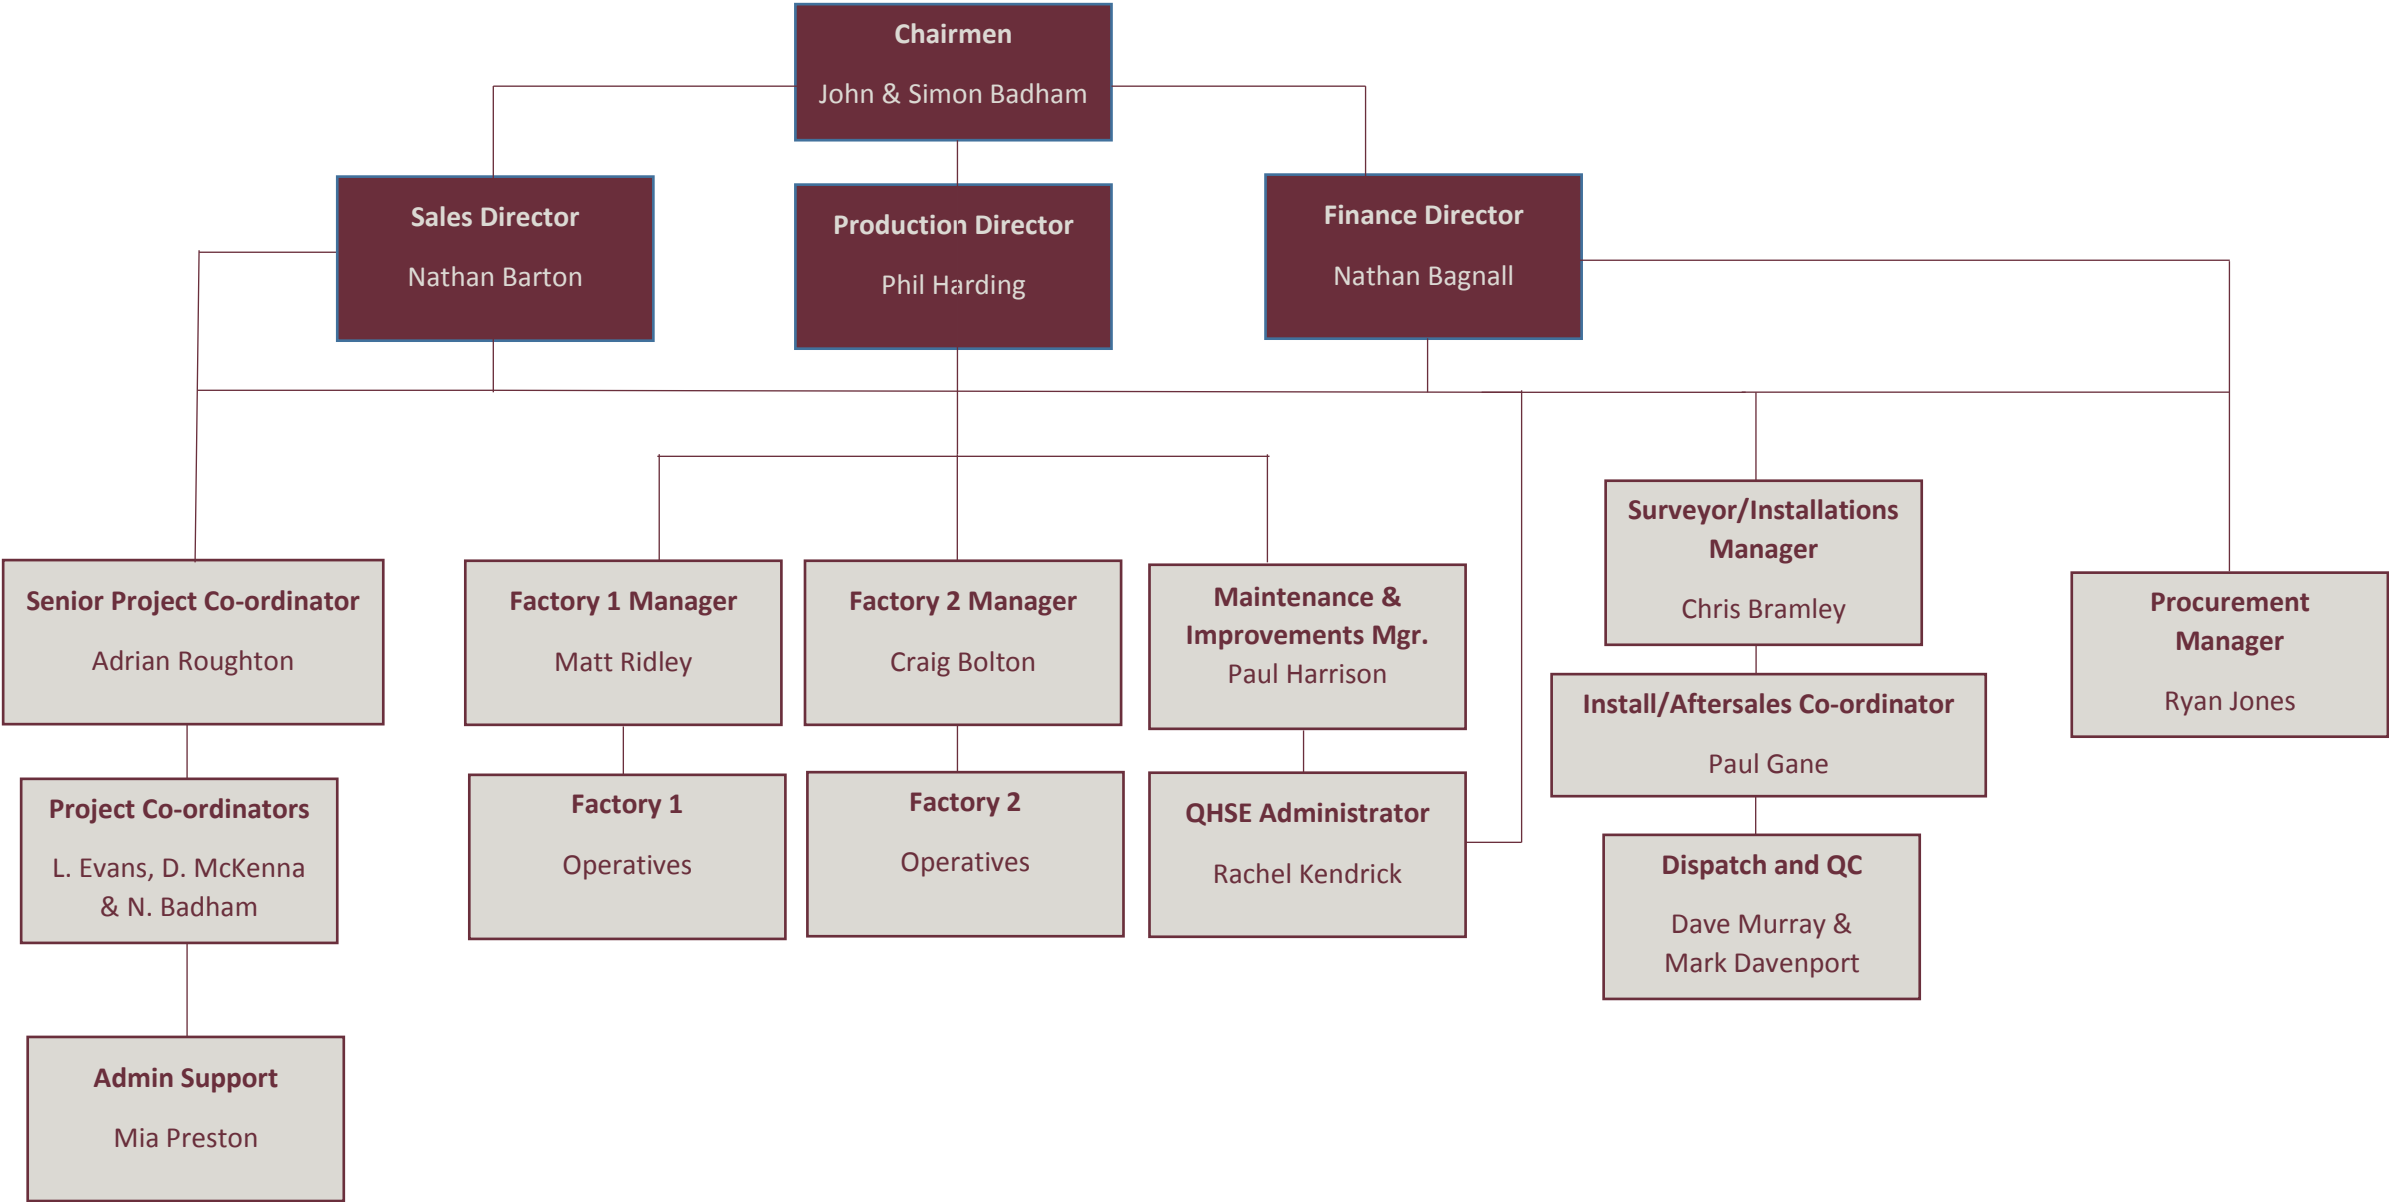 Chairmen
John & Simon Badham
Sales Director
Nathan Barton
Production Director
Phil Harding
Finance Director
Nathan Bagnall
Senior Project Co-ordinator
Adrian Roughton
Factory 1 Manager
Matt Ridley
Factory 2 Manager
Craig Bolton
Maintenance &
Improvements Mgr.
Paul Harrison
Surveyor/Installations
Manager
Chris Bramley
Procurement
Manager
Ryan Jones
Install/Aftersales Co-ordinator
Paul Gane
Project Co-ordinators
L. Evans, D. McKenna
& N. Badham
Factory 1
Operatives
Factory 2
Operatives
QHSE Administrator
Rachel Kendrick
Dispatch and QC
Dave Murray &
Mark Davenport
Admin Support
Mia Preston